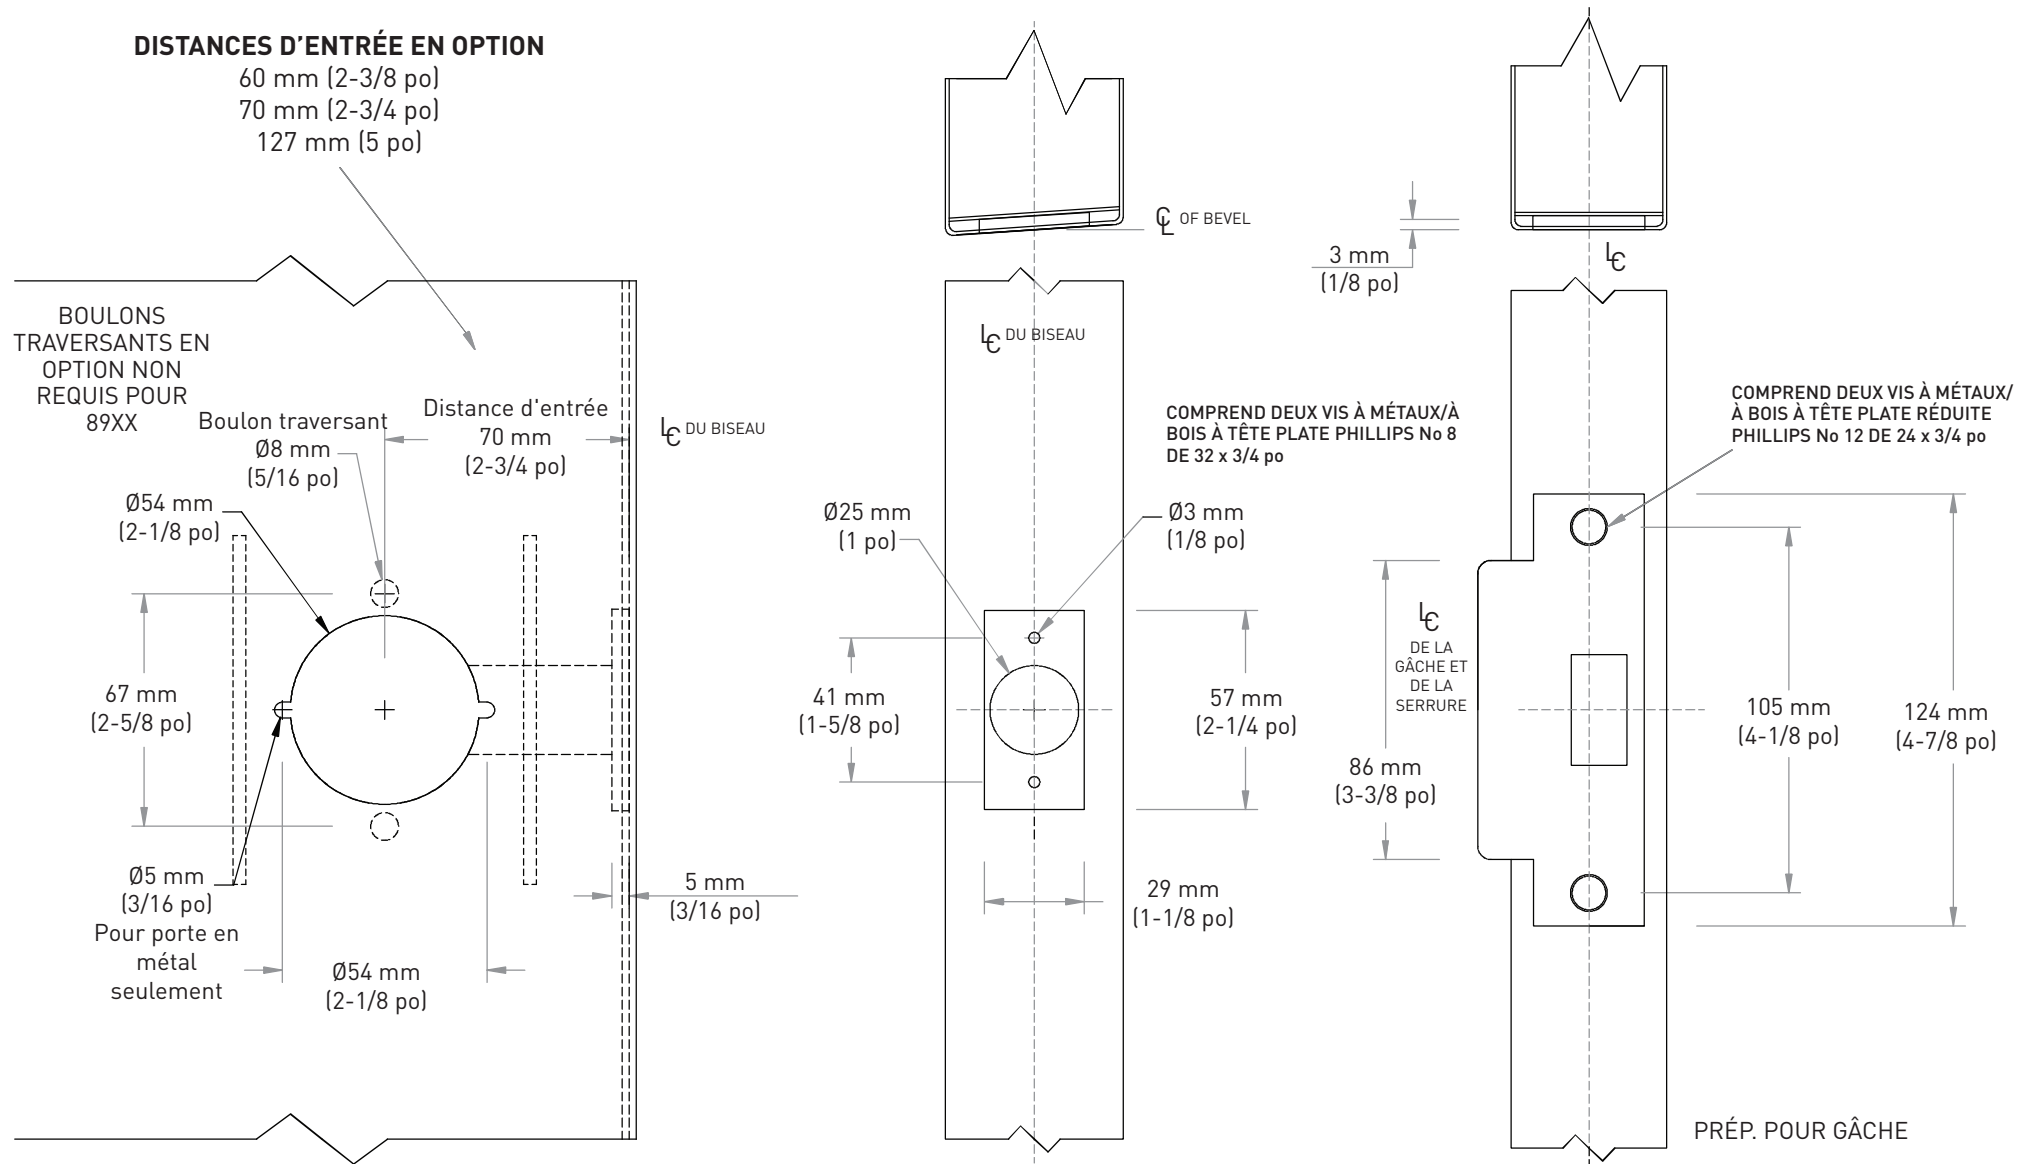 DISTANCES D'ENTRÉE EN OPTION
60 mm (2-3/8 po)
70 mm (2-3/4 po)
127 mm (5 po)
BOULONS
TRAVERSANTS EN
OPTION NON
REQUIS POUR
89XX
Boulon traversant
Ø8 mm
(5/16 po)
Distance d'entrée
70 mm
(2-3/4 po)
DU BISEAU
Ø54 mm
(2-1/8 po)
67 mm
(2-5/8 po)
Ø5 mm
(3/16 po)
Pour porte en
métal
seulement
Ø54 mm
(2-1/8 po)
5 mm
(3/16 po)
OF BEVEL
DU BISEAU
COMPREND DEUX VIS À MÉTAUX/À
BOIS À TÊTE PLATE PHILLIPS No 8
DE 32 x 3/4 po
Ø25 mm
(1 po)
Ø3 mm
(1/8 po)
41 mm
(1-5/8 po)
57 mm
(2-1/4 po)
29 mm
(1-1/8 po)
3 mm
(1/8 po)
COMPREND DEUX VIS À MÉTAUX/
À BOIS À TÊTE PLATE RÉDUITE
PHILLIPS No 12 DE 24 x 3/4 po
DE LA
GÂCHE ET
DE LA
SERRURE
86 mm
(3-3/8 po)
105 mm
(4-1/8 po)
124 mm
(4-7/8 po)
PRÉP. POUR GÂCHE